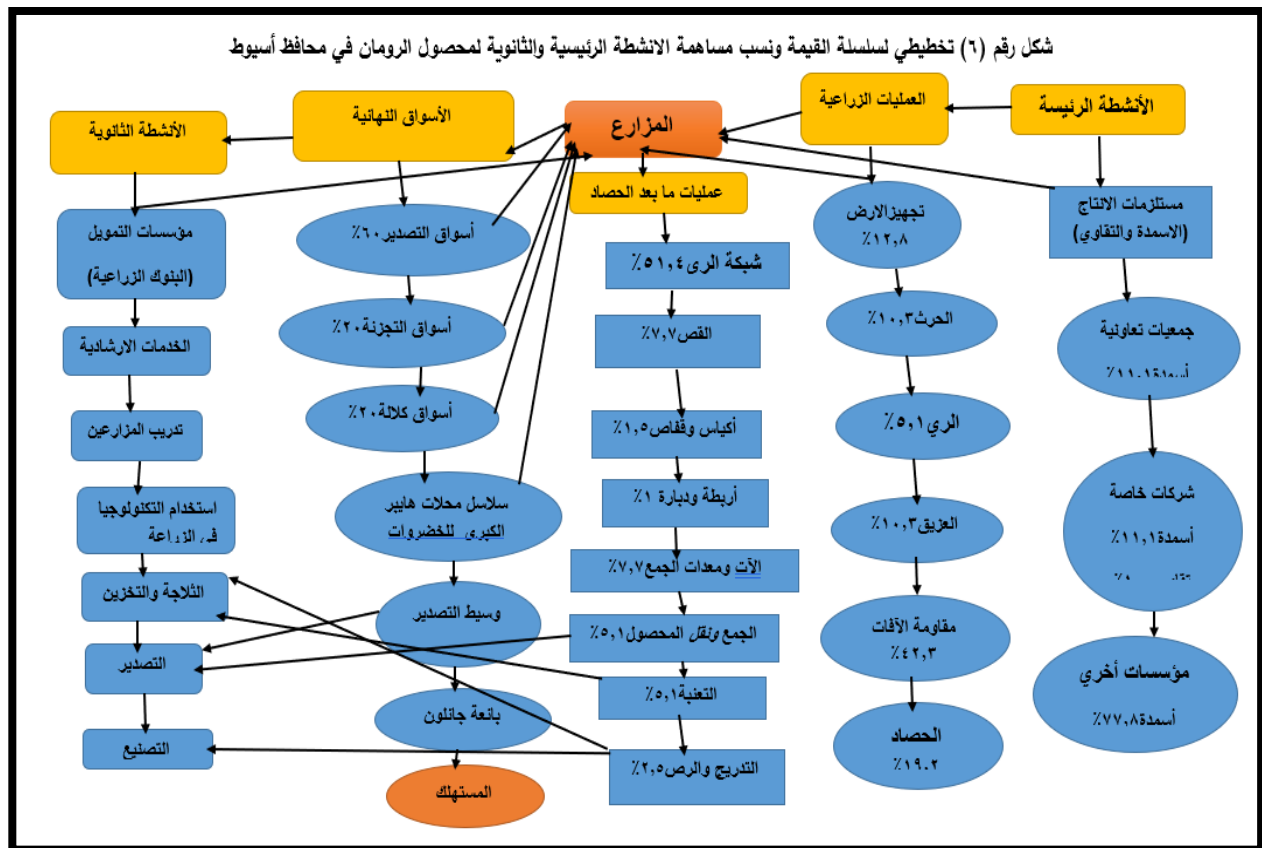 شكل رقم (٦) تخطيطي لسلسلة القيمة ونسب مساهمة الانشطة الرئيسية والثانوية لمحصول الرومان في محافظ أسيوط
الأنشطة الرئيسة
مستلزمات الانتاج
(الاسمدة والتقاوي)
جمعيات تعاونية
أسمدة١١.١٪
شركات خاصة
أسمدة١١,١٪
مؤسسات أخري
أسمدة٧٧,٨٪
العمليات الزراعية
تجهيزالارض
١٢,٨٪
الحرث١٠,٣٪
الري٥,١٪
العزيق١٠,٣٪
مقاومة الآفات
٤٢,٣٪
الحصاد
١٩.٢٪
المزارع
عمليات ما بعد الحصاد
شبكة الرى٥١,٤٪
القص٧,٧٪
أكياس وقفاص١,٥٪
أربطة ودبارة ١٪
الآت ومعدات الجمع٧,٧٪
الجمع ونقل المحصول٥,١٪
التعنبة٥,١٪
التدريج والرص٢,٥٪
الأسواق النهائية
أسواق التصدير٦٠٪
أسواق التجزئة٢٠٪
أسواق كلالة٢٠٪
سلاسل محلات هايبر
الكبرى للخضروات
وسيط التصدير
بائعة جائلون
المستهلك
الأنشطة الثانوية
مؤسسات التمويل
(البنوك الزراعية)
الخدمات الارشادية
تدريب المزارعين
استخدام التكنولوجيا
في الزراعة
الثلاجة والتخزين
التصدير
التصنيع